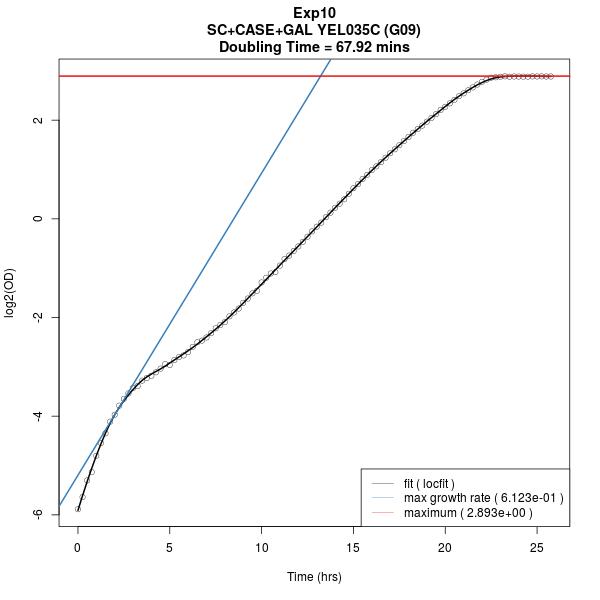 Exp10
SC+CASE+GAL YEL035C (G09)
Doubling Time = 67.92 mins
log2(OD)
2
0
-2
-4
-6
fit ( locfit )
max growth rate ( 6.123e-01 )
maximum ( 2.893e+00 )
0 5 10 15 20 25
Time (hrs)